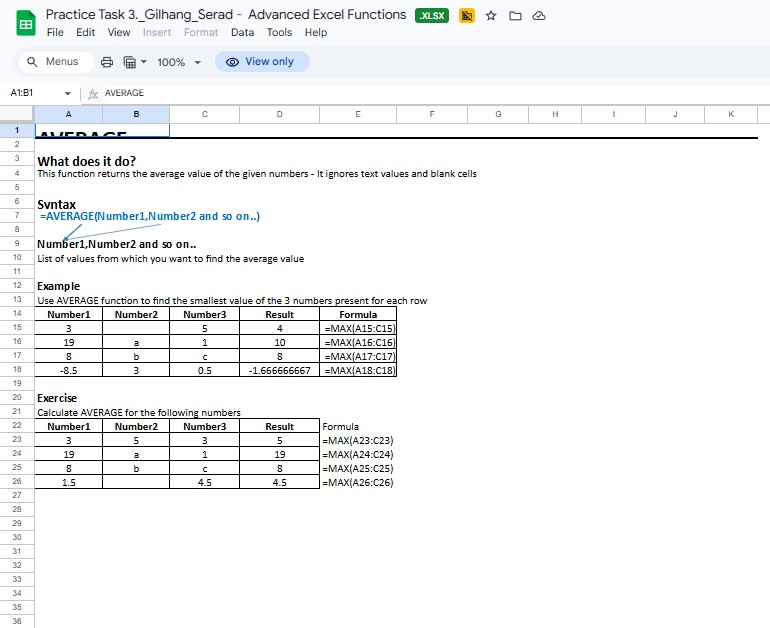 Practice Task 3._Gilhang_Serad - Advanced Excel Functions .XLSX
File Edit View Insert Format Data Tools Help
Menus 100% View only
A1:B1 fx AVERAGE
A B C D E F G H I J K
1 AVERAGE
2
3 What does it do?
4 This function returns the average value of the given numbers - It ignores text values and blank cells
5
6 Syntax
7 =AVERAGE(Number1,Number2 and so on..)
8
9 Number1,Number2 and so on..
10 List of values from which you want to find the average value
11
12 Example
13 Use AVERAGE function to find the smallest value of the 3 numbers present for each row
14 Number1 Number2 Number3 Result Formula
15 3 5 4 =MAX(A15:C15)
16 19 a 1 10 =MAX(A16:C16)
17 8 b c 8 =MAX(A17:C17)
18 -8.5 3 0.5 -1.666666667 =MAX(A18:C18)
19
20 Exercise
21 Calculate AVERAGE for the following numbers
22 Number1 Number2 Number3 Result Formula
23 3 5 3 5 =MAX(A23:C23)
24 19 a 1 19 =MAX(A24:C24)
25 8 b c 8 =MAX(A25:C25)
26 1.5 4.5 4.5 =MAX(A26:C26)
27
28
29
30
31
32
33
34
35
36